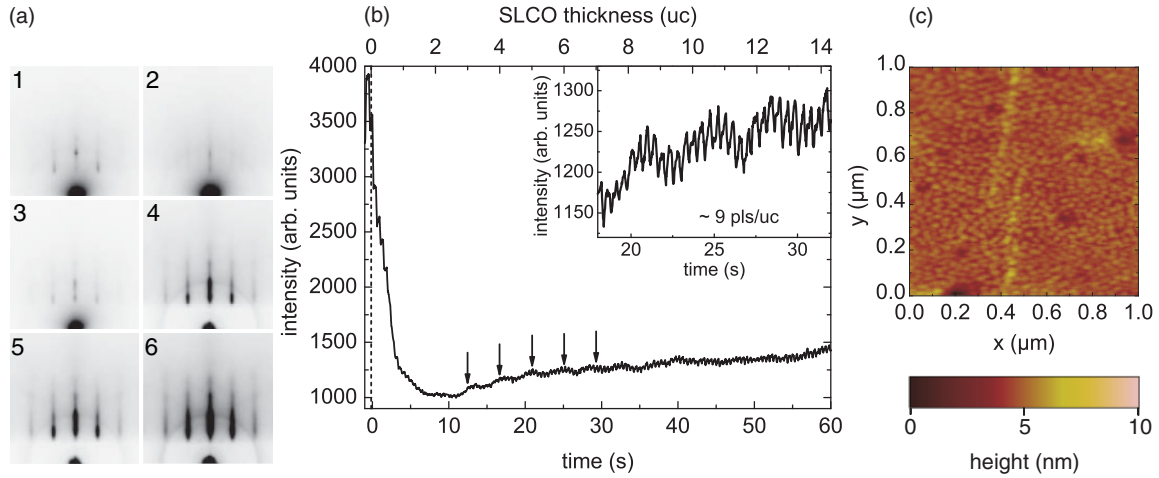 (a)
1
2
3
4
5
6
(b)
SLCO thickness (uc)
0 2 4 6 8 10 12 14
intensity (arb. units)
4000
3500
3000
2500
2000
1500
1000
0 10 20 30 40 50 60
time (s)
intensity (arb. units)
1300
1250
1200
1150
~ 9 pls/uc
20 25 30
time (s)
(c)
y (µm)
1.0
0.8
0.6
0.4
0.2
0.0
0.0 0.2 0.4 0.6 0.8 1.0
x (µm)
0 5 10
height (nm)